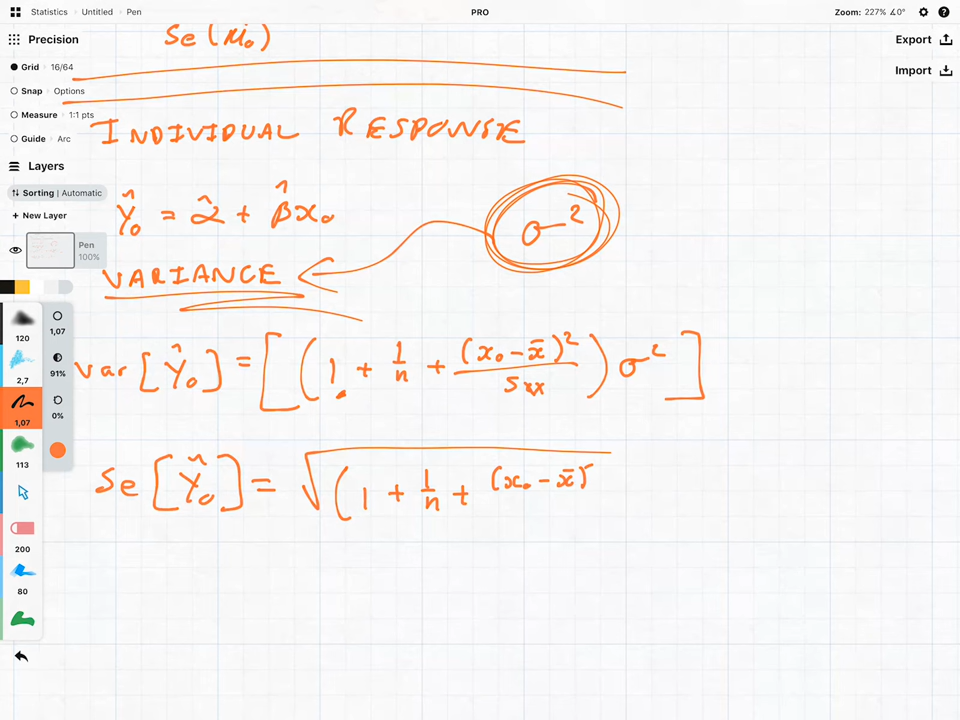 Statistics | Untitled | Pen
PRO
Zoom: 227% ∡0°
Precision
Grid | 16/64
Snap | Options
Measure | 1:1 pts
Guide | Arc
Layers
Sorting | Automatic
+ New Layer
Pen
100%
120
2,7
1,07
113
200
80
1,07
91%
0%
Export
Import
Se(μ̂₀)
INDIVIDUAL RESPONSE
Ŷ₀ = α̂ + β̂x₀
σ²
VARIANCE
var[Ŷ₀] = [(1 + 1/n + (x₀ - x̄)²/Sxx)σ²]
Se[Ŷ₀] = √(1 + 1/n + (x₀ - x̄)